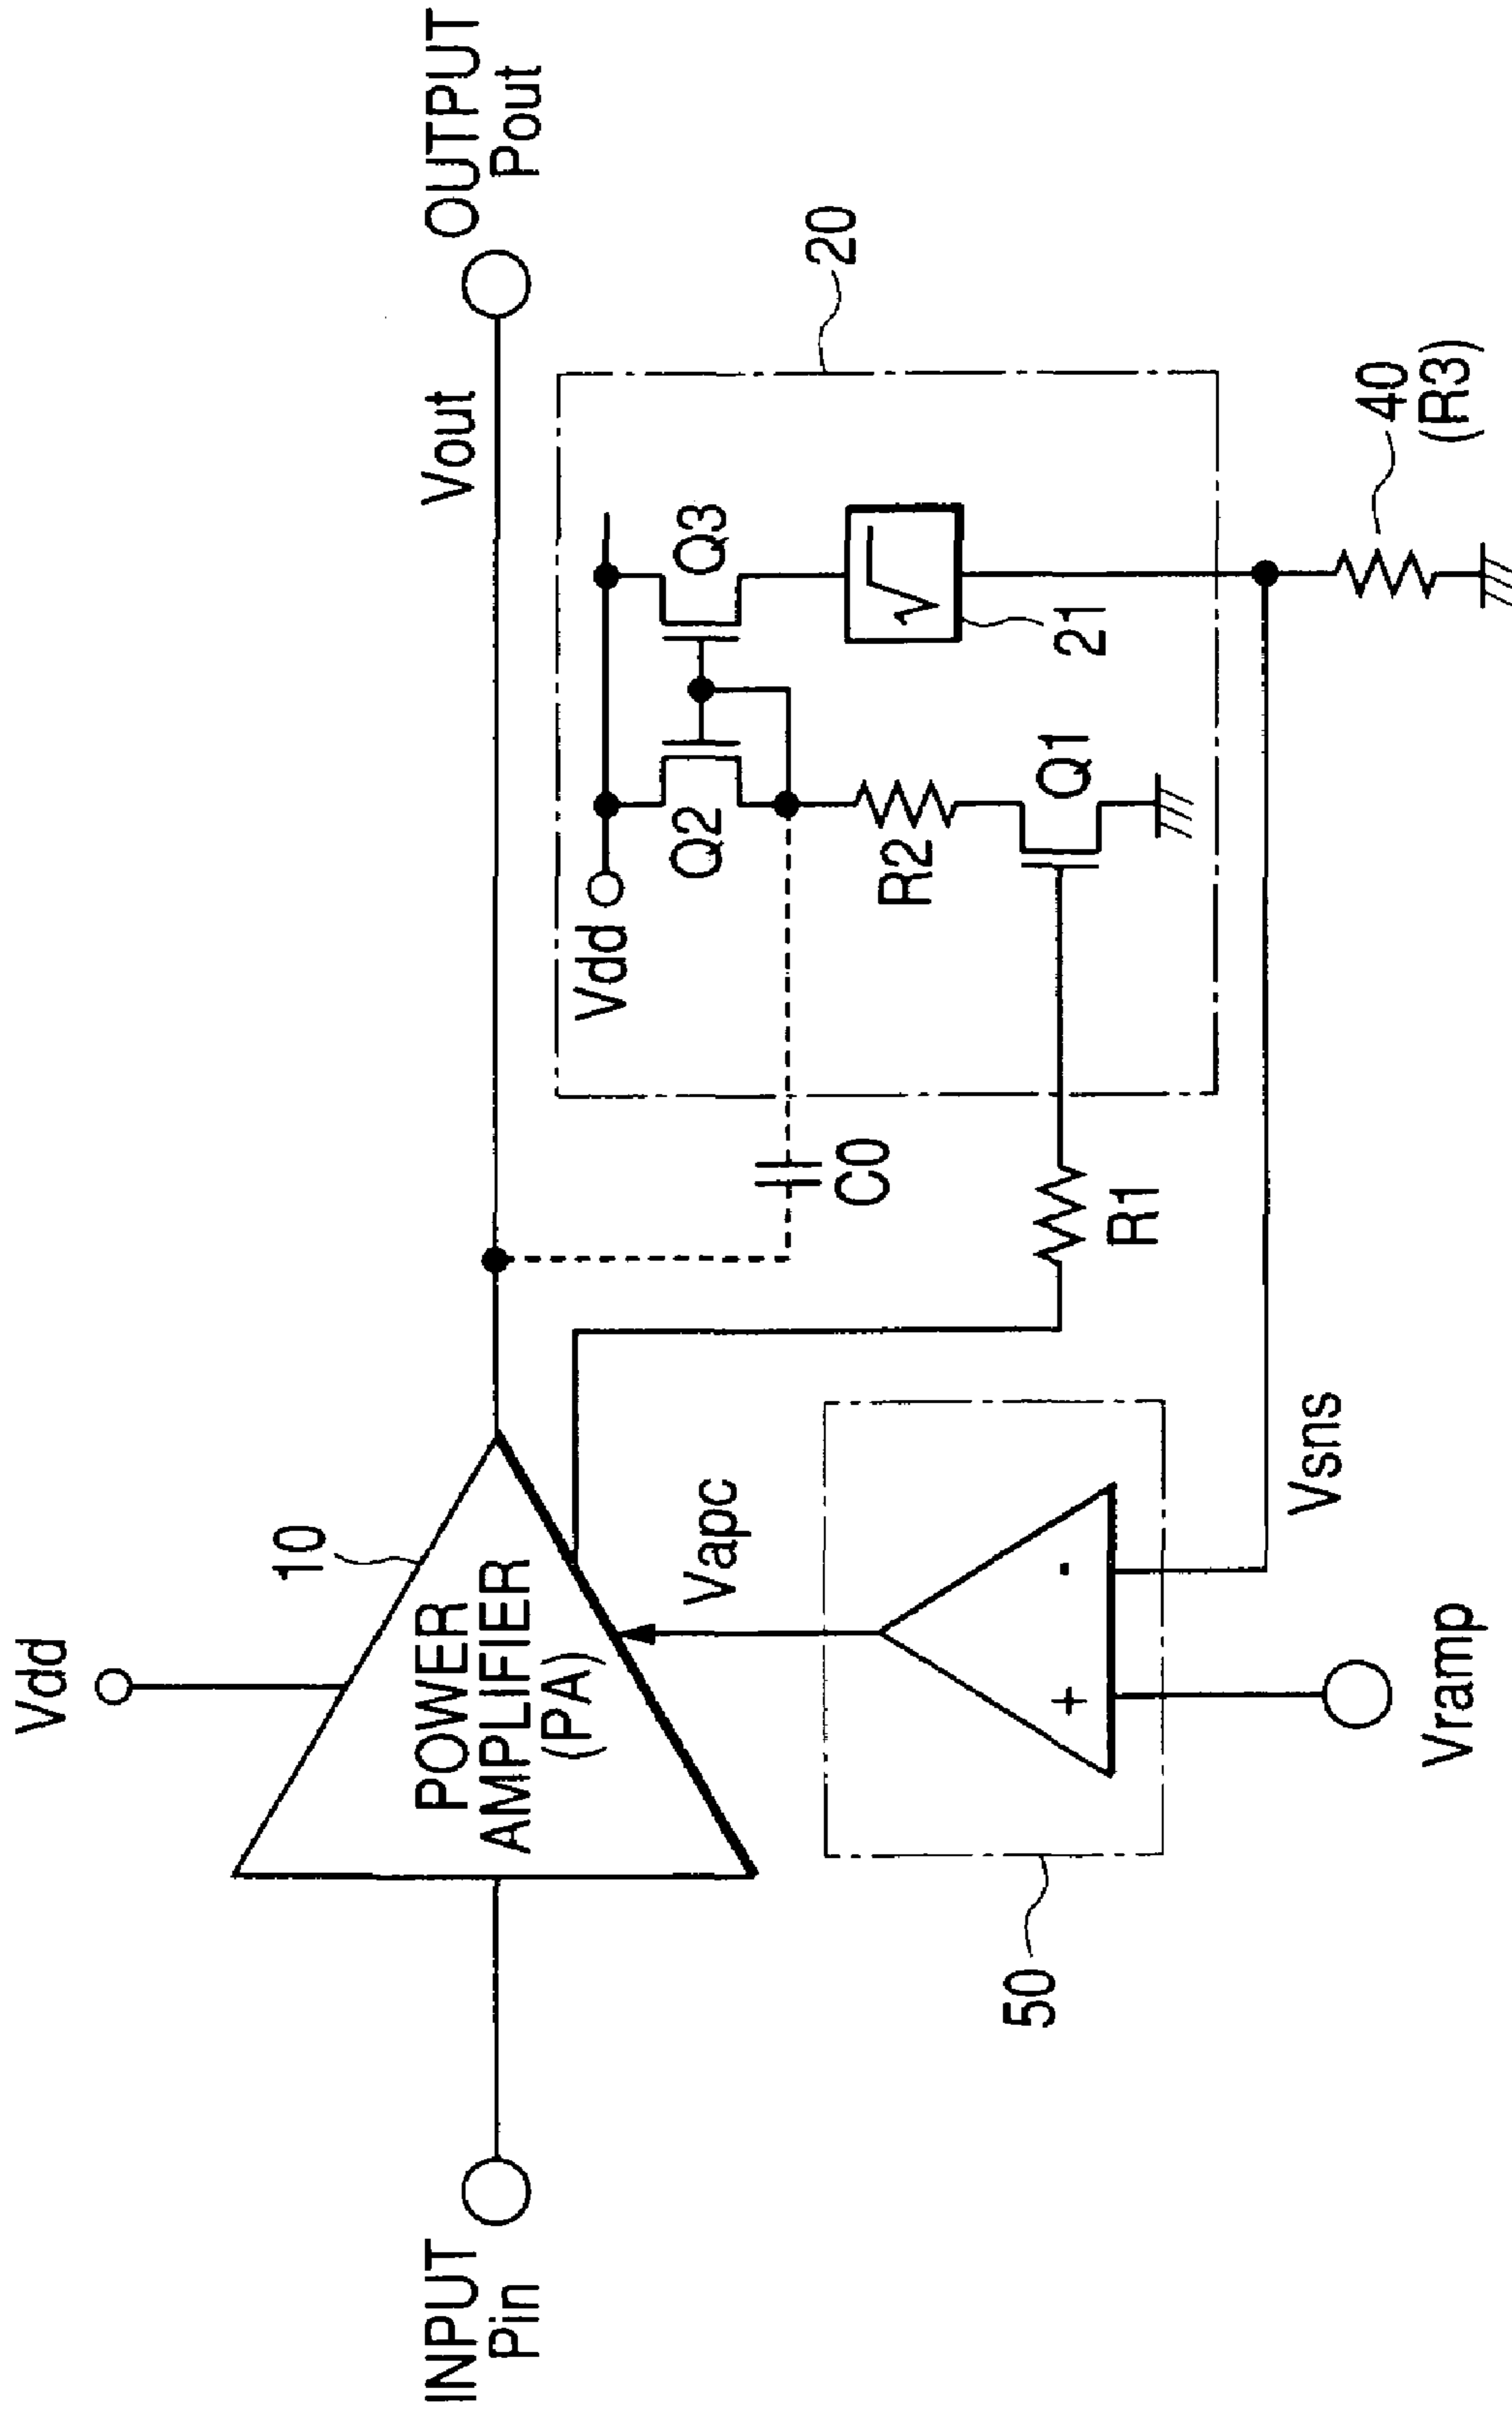 Vdd
10
POWER
AMPLIFIER
(PA)
INPUT
Pin
Vout
OUTPUT
Pout
Vapc
50
+
-
Vramp
Vsns
C0
R1
20
Vdd
Q2
Q3
R2
Q1
21
√
40
(R3)